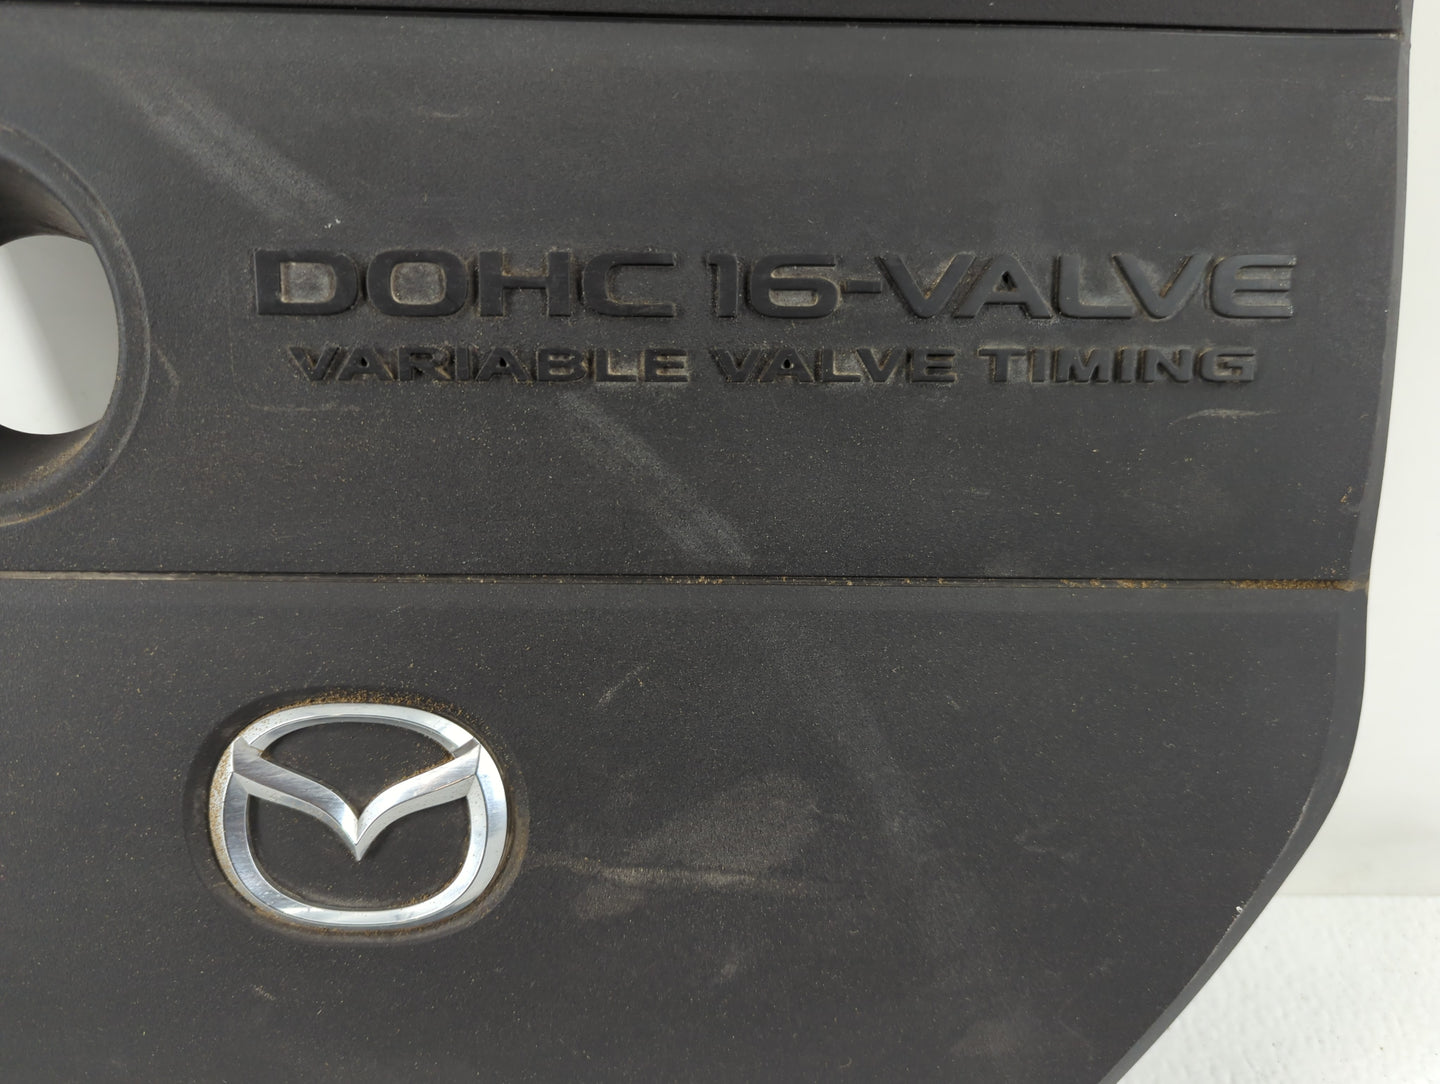 DOHC 16-VALVE
VARIABLE VALVE TIMING